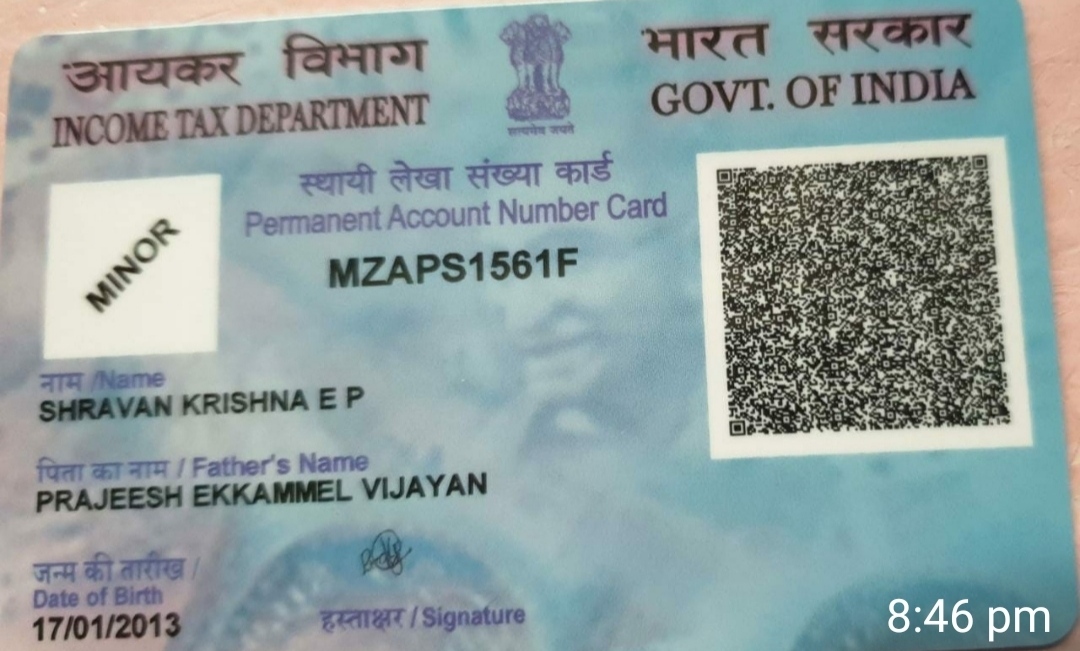 आयकर विभाग
INCOME TAX DEPARTMENT
सत्यमेव जयते
भारत सरकार
GOVT. OF INDIA
स्थायी लेखा संख्या कार्ड
Permanent Account Number Card
MZAPS1561F
MINOR
नाम /Name
SHRAVAN KRISHNA E P
पिता का नाम / Father's Name
PRAJEESH EKKAMMEL VIJAYAN
जन्म की तारीख /
Date of Birth
17/01/2013
हस्ताक्षर / Signature
8:46 pm